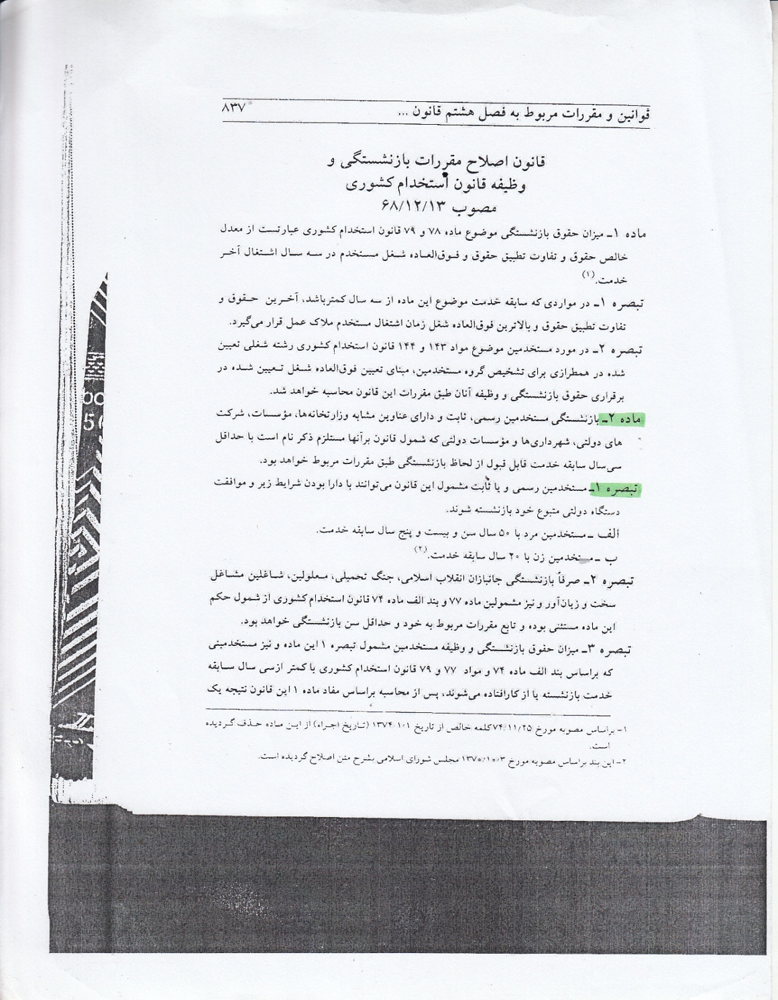 قوانین و مقررات مربوط به فصل هشتم قانون ... ۸۳۷
قانون اصلاح مقررات بازنشستگی و
وظیفه قانون استخدام کشوری
مصوب ۶۸/۱۲/۱۳
ماده ۱ـ میزان حقوق بازنشستگی موضوع ماده ۷۸ و ۷۹ قانون استخدام کشوری عبارتست از معدل
خالص حقوق و تفاوت تطبیق حقوق و فوق‌العاده شغل مستخدم در سه سال اشتغال آخر
خدمت.(۱)
تبصره ۱ـ در مواردی که سابقه خدمت موضوع این ماده از سه سال کمترباشد، آخرین حقوق و
تفاوت تطبیق حقوق و بالاترین فوق‌العاده شغل زمان اشتغال مستخدم ملاک عمل قرار می‌گیرد.
تبصره ۲ـ در مورد مستخدمین موضوع مواد ۱۴۳ و ۱۴۴ قانون استخدام کشوری رشته شغلی تعیین
شده در همطرازی برای تشخیص گروه مستخدمین، مبنای تعیین فوق‌العاده شغل تعیین شده در
برقراری حقوق بازنشستگی و وظیفه آنان طبق مقررات این قانون محاسبه خواهد شد.
ماده ۲ـ بازنشستگی مستخدمین رسمی، ثابت و دارای عناوین مشابه وزارتخانه‌ها، مؤسسات، شرکت
های دولتی، شهرداری‌ها و مؤسسات دولتی که شمول قانون برآنها مستلزم ذکر نام است با حداقل
سی‌سال سابقه خدمت قابل قبول از لحاظ بازنشستگی طبق مقررات مربوط خواهد بود.
تبصره ۱ـ مستخدمین رسمی و یا ثابت مشمول این قانون می‌توانند با دارا بودن شرایط زیر و موافقت
دستگاه دولتی متبوع خود بازنشسته شوند.
الف ـ مستخدمین مرد با ۵۰ سال سن و بیست و پنج سال سابقه خدمت.
ب ـ مستخدمین زن با ۲۰ سال سابقه خدمت.(۲)
تبصره ۲ـ صرفاً بازنشستگی جانبازان انقلاب اسلامی، جنگ تحمیلی، معلولین، شاغلین مشاغل
سخت و زیان‌آور و نیز مشمولین ماده ۷۷ و بند الف ماده ۷۴ قانون استخدام کشوری از شمول حکم
این ماده مستثنی بوده و تابع مقررات مربوط به خود و حداقل سن بازنشستگی خواهد بود.
تبصره ۳ـ میزان حقوق بازنشستگی و وظیفه مستخدمین مشمول تبصره ۱ این ماده و نیز مستخدمینی
که براساس بند الف ماده ۷۴ و مواد ۷۷ و ۷۹ قانون استخدام کشوری با کمتر ازسی سال سابقه
خدمت بازنشسته یا از کارافتاده می‌شوند، پس از محاسبه براساس مفاد ماده ۱ این قانون نتیجه یک
۱- براساس مصوبه مورخ ۷۴/۱۱/۲۵ کلمه خالص از تاریخ ۱۳۷۴/۱/۱ (تاریخ اجراء) از این ماده حذف گردیده
است.
۲- این بند براساس مصوبه مورخ ۱۳۷۰/۱۰/۳ مجلس شورای اسلامی بشرح متن اصلاح گردیده است.